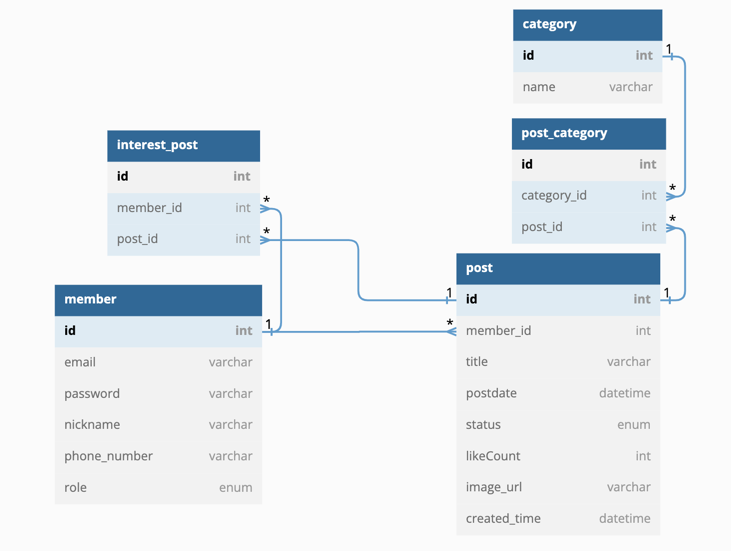 category
id int
name varchar
post_category
id int
category_id int
post_id int
interest_post
id int
member_id int
post_id int
member
id int
email varchar
password varchar
nickname varchar
phone_number varchar
role enum
post
id int
member_id int
title varchar
postdate datetime
status enum
likeCount int
image_url varchar
created_time datetime
1
*
*
1
*
*
1
1
*